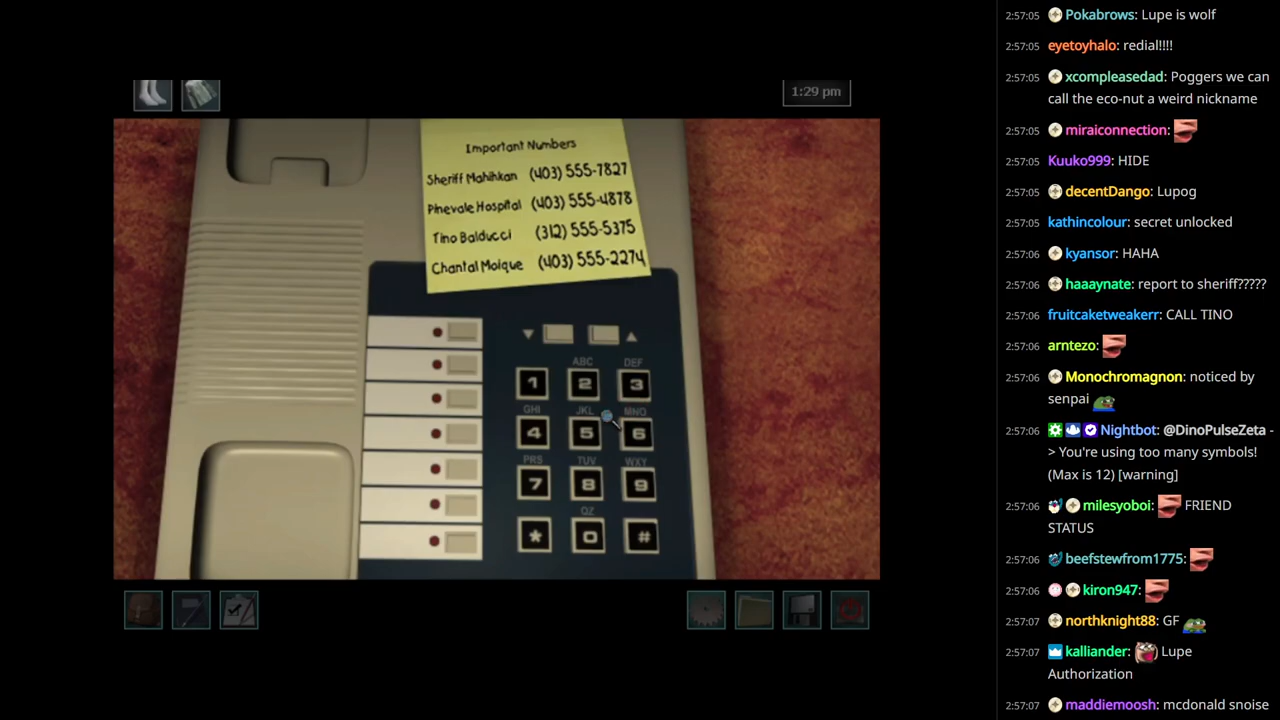 1:29 pm
Important Numbers
Sheriff Mahihkan (403) 555-7827
Pinevale Hospital (403) 555-4878
Tino Balducci (312) 555-5375
Chantal Moique (403) 555-2274
ABC DEF
1 2 3
GHI JKL MNO
4 5 6
PRS TUV WXY
7 8 9
QZ
* 0 #
2:57:05 Pokabrows: Lupe is wolf
2:57:05 eyetoyhalo: redial!!!!
2:57:05 xcompleasedad: Poggers we can
call the eco-nut a weird nickname
2:57:05 miraiconnection:
2:57:05 Kuuko999: HIDE
2:57:05 decentDango: Lupog
2:57:05 kathincolour: secret unlocked
2:57:06 kyansor: HAHA
2:57:06 haaaynate: report to sheriff?????
2:57:06 fruitcaketweakerr: CALL TINO
2:57:06 arntezo:
2:57:06 Monochromagnon: noticed by
senpai
2:57:06 Nightbot: @DinoPulseZeta -
> You're using too many symbols!
(Max is 12) [warning]
2:57:06 milesyoboi: FRIEND
STATUS
2:57:06 beefstewfrom1775:
2:57:06 kiron947:
2:57:07 northknight88: GF
2:57:07 kalliander: Lupe
Authorization
2:57:07 maddiemoosh: mcdonald snoise